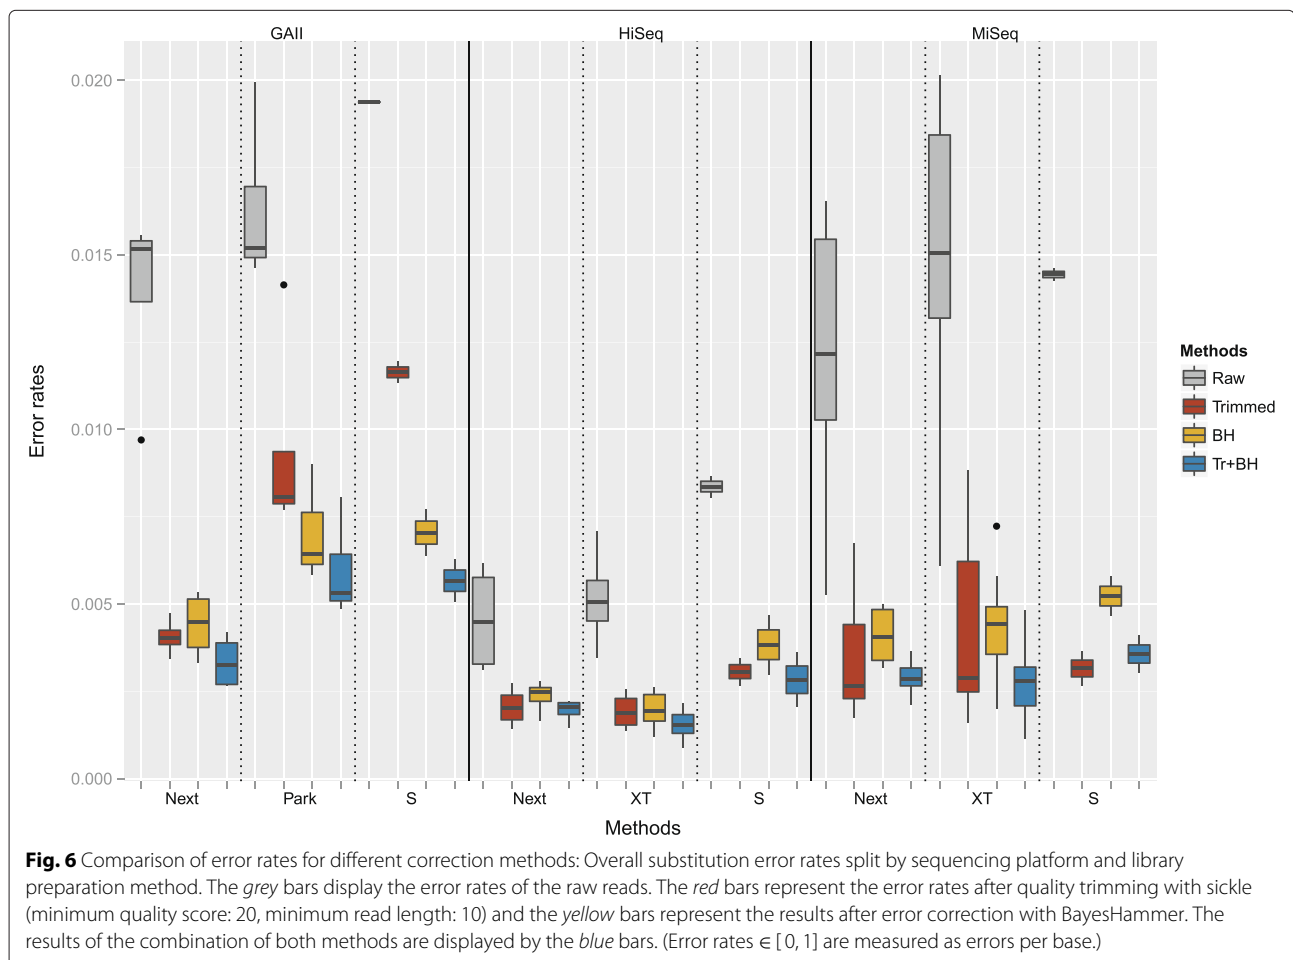 GAII HiSeq MiSeq
0.020
0.015
0.010
0.005
0.000
Error rates
Next Park S Next XT S Next XT S
Methods
Methods
Raw
Trimmed
BH
Tr+BH
Fig. 6 Comparison of error rates for different correction methods: Overall substitution error rates split by sequencing platform and library
preparation method. The grey bars display the error rates of the raw reads. The red bars represent the error rates after quality trimming with sickle
(minimum quality score: 20, minimum read length: 10) and the yellow bars represent the results after error correction with BayesHammer. The
results of the combination of both methods are displayed by the blue bars. (Error rates ∈ [0, 1] are measured as errors per base.)